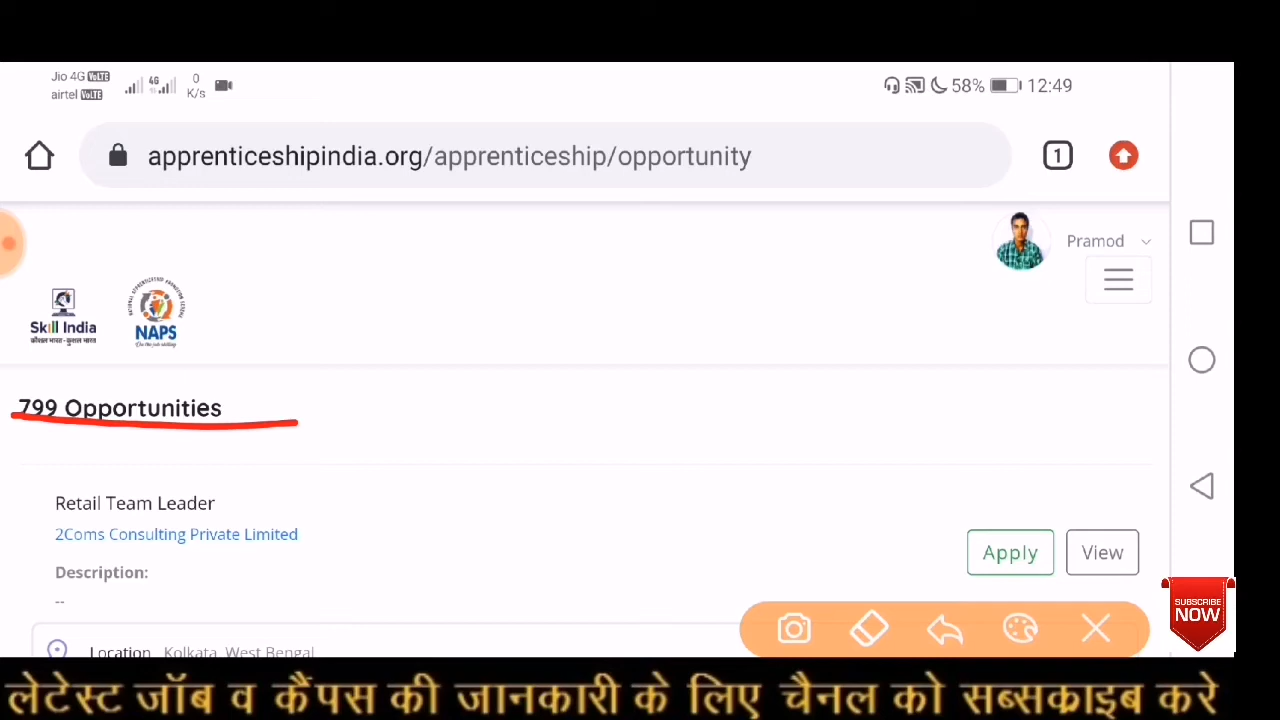 Jio 4G VoLTE
airtel VoLTE
4G
0
K/s
58%
12:49
apprenticeshipindia.org/apprenticeship/opportunity
1
Pramod
Skill India
कौशल भारत - कुशल भारत
NAPS
799 Opportunities
Retail Team Leader
2Coms Consulting Private Limited
Description:
--
Apply
View
Location Kolkata, West Bengal
SUBSCRIBE
NOW
लेटेस्ट जॉब व कैंपस की जानकारी के लिए चैनल को सब्सक्राइब करे